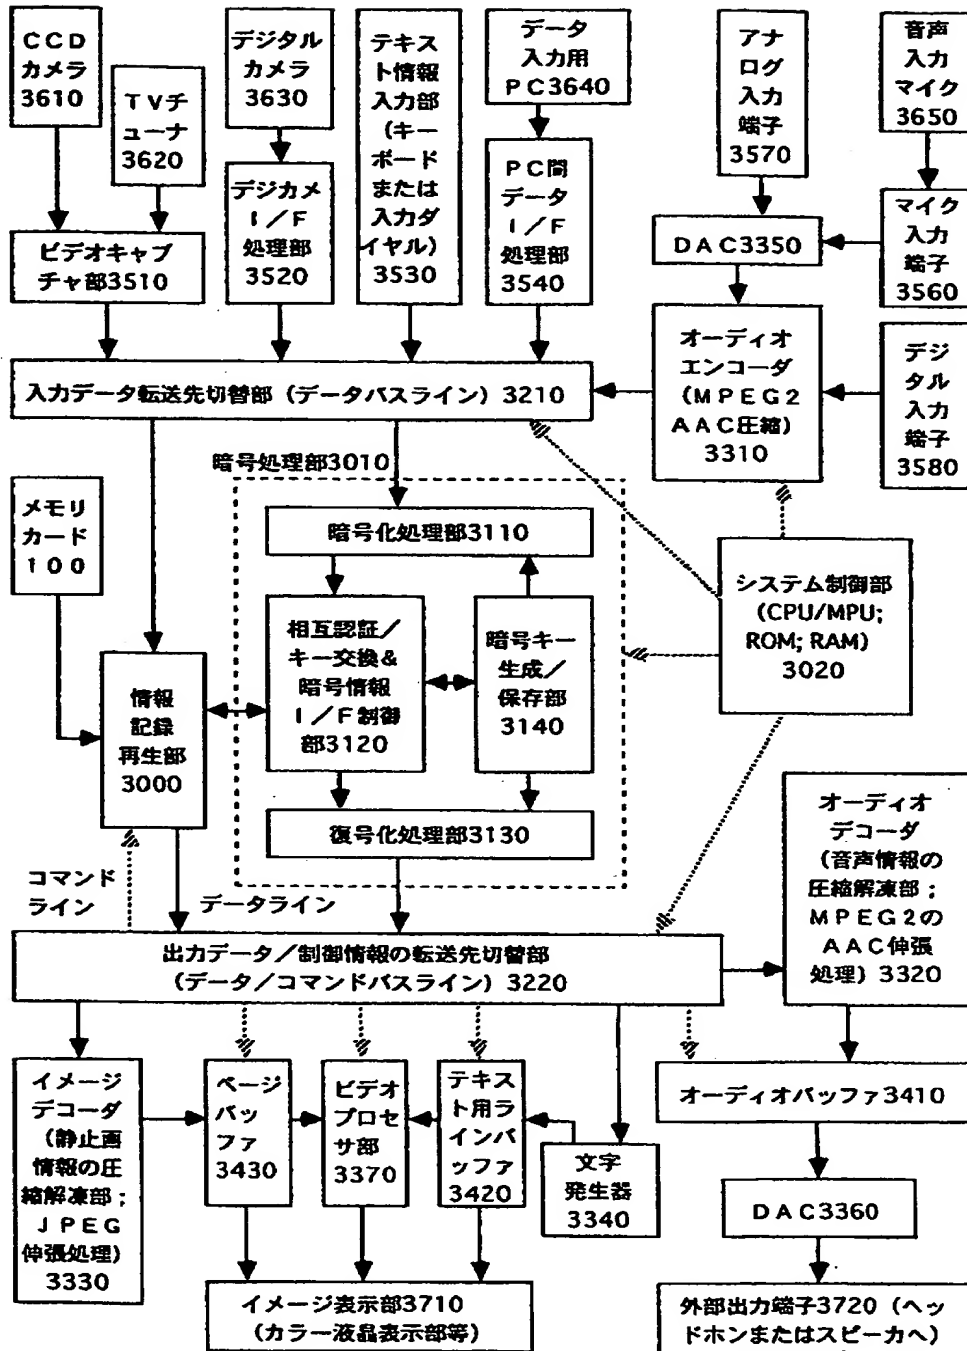 CCD
カメラ
3610
TVチ
ューナ
3620
デジタル
カメラ
3630
テキス
ト情報
入力部
(キー
ボード
または
入力ダ
イヤル)
3530
データ
入力用
PC3640
アナ
ログ
入力
端子
3570
音声
入力
マイク
3650
ビデオキャプ
チャ部3510
デジカメ
I/F
処理部
3520
PC間
データ
I/F
処理部
3540
DAC3350
マイク
入力
端子
3560
入力データ転送先切替部(データバスライン)3210
オーディオ
エンコーダ
(MPEG2
AAC圧縮)
3310
デジ
タル
入力
端子
3580
暗号処理部3010
メモリ
カード
100
暗号化処理部3110
システム制御部
(CPU/MPU;
ROM; RAM)
3020
情報
記録
再生部
3000
相互認証/
キー交換&
暗号情報
I/F制御
部3120
暗号キー
生成/
保存部
3140
復号化処理部3130
オーディオ
デコーダ
(音声情報の
圧縮解凍部;
MPEG2の
AAC伸張
処理)3320
コマンド
ライン
データライン
出力データ/制御情報の転送先切替部
(データ/コマンドバスライン)3220
イメージ
デコーダ
(静止画
情報の圧
縮解凍部;
JPEG
伸張処理)
3330
ページ
バッ
ファ
3430
ビデオ
プロセ
サ部
3370
テキス
ト用ラ
インバ
ッファ
3420
文字
発生器
3340
オーディオバッファ3410
DAC3360
イメージ表示部3710
(カラー液晶表示部等)
外部出力端子3720(ヘッ
ドホンまたはスピーカへ)